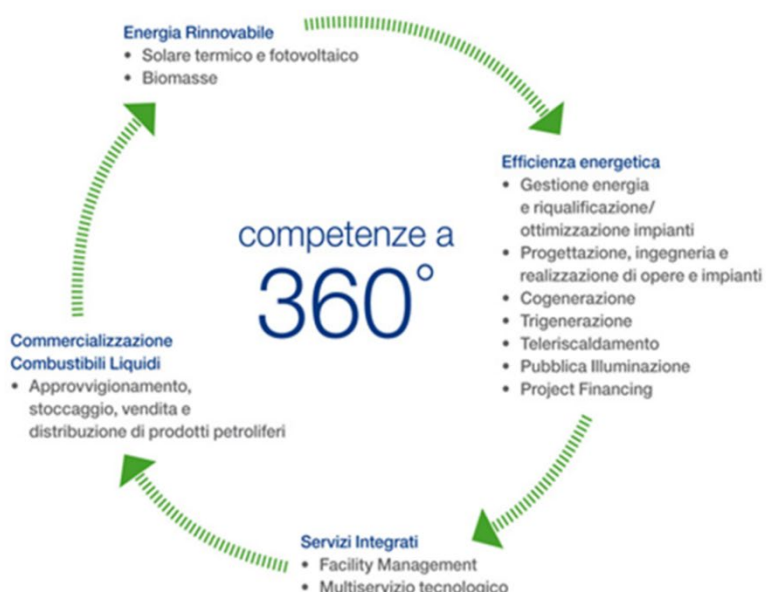 Energia Rinnovabile
• Solare termico e fotovoltaico
• Biomasse
Efficienza energetica
• Gestione energia
e riqualificazione/
ottimizzazione impianti
• Progettazione, ingegneria e
realizzazione di opere e impianti
• Cogenerazione
• Trigenerazione
• Teleriscaldamento
• Pubblica Illuminazione
• Project Financing
competenze a
360°
Commercializzazione
Combustibili Liquidi
• Approvvigionamento,
stoccaggio, vendita e
distribuzione di prodotti petroliferi
Servizi Integrati
• Facility Management
• Multiservizio tecnologico